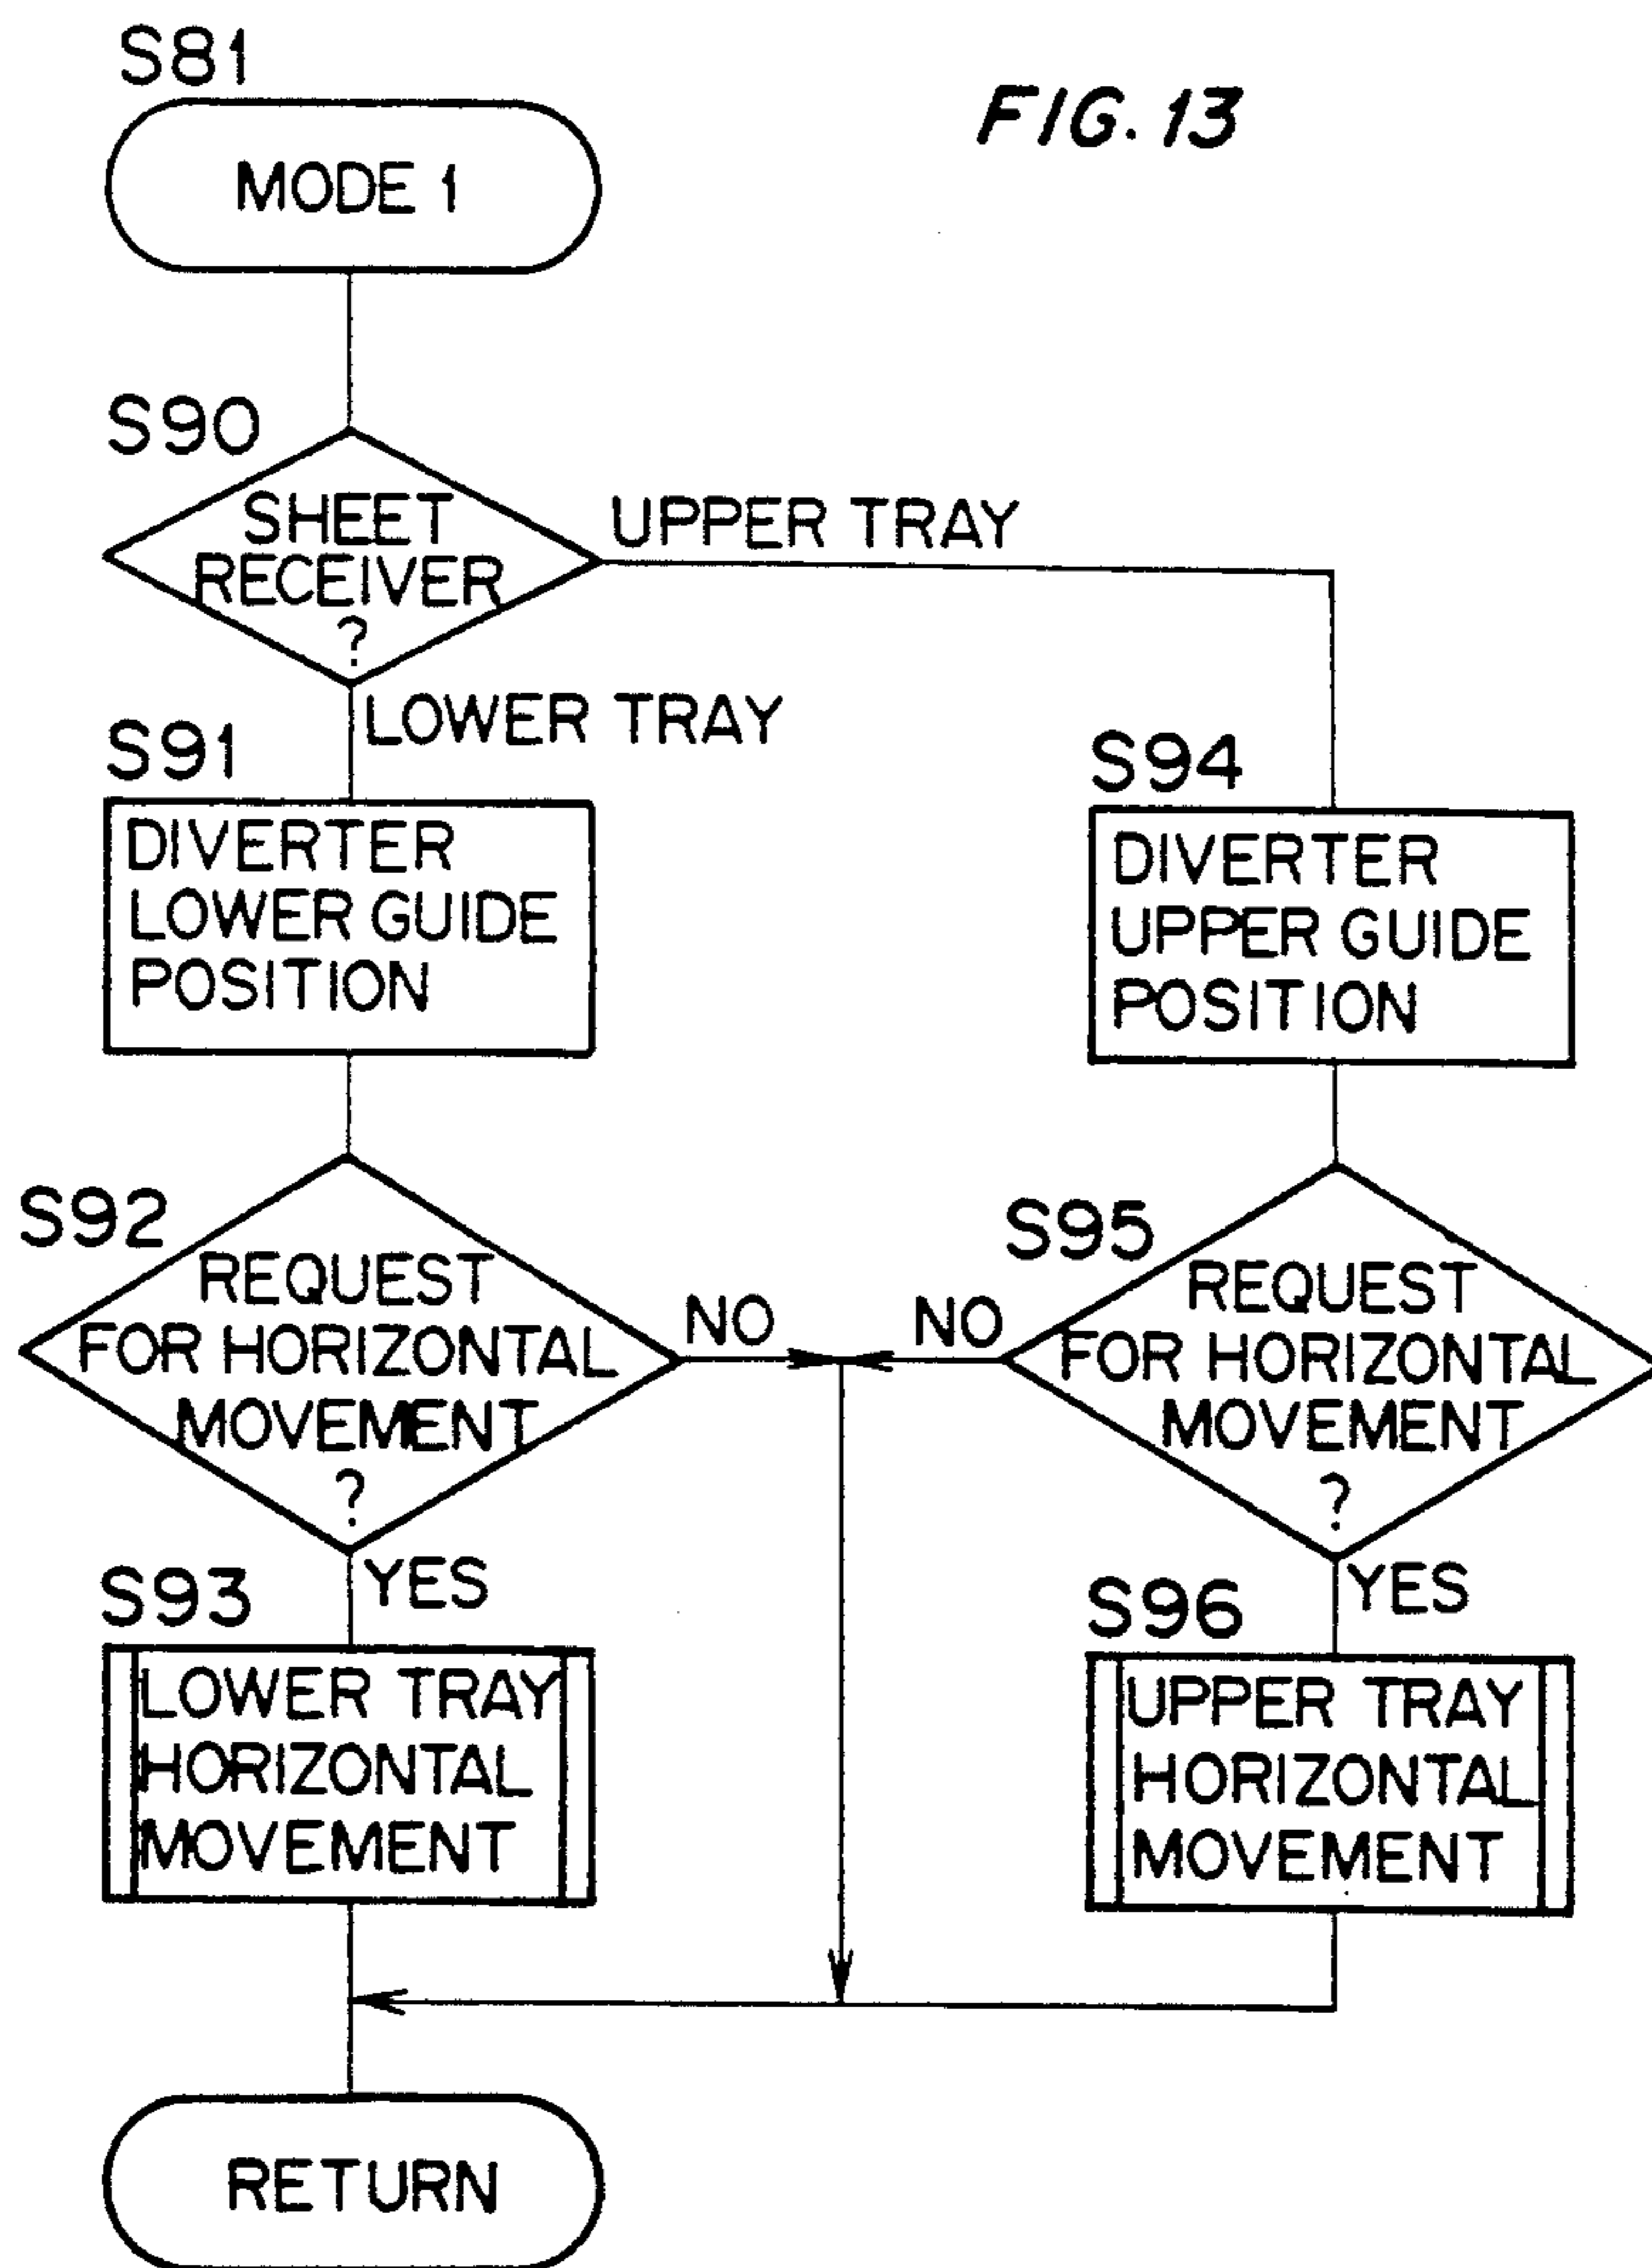 S81
FIG. 13
MODE 1
S90
SHEET
RECEIVER
?
UPPER TRAY
LOWER TRAY
S91
DIVERTER
LOWER GUIDE
POSITION
S94
DIVERTER
UPPER GUIDE
POSITION
S92
REQUEST
FOR HORIZONTAL
MOVEMENT
?
NO
NO
S95
REQUEST
FOR HORIZONTAL
MOVEMENT
?
YES
YES
S93
LOWER TRAY
HORIZONTAL
MOVEMENT
S96
UPPER TRAY
HORIZONTAL
MOVEMENT
RETURN